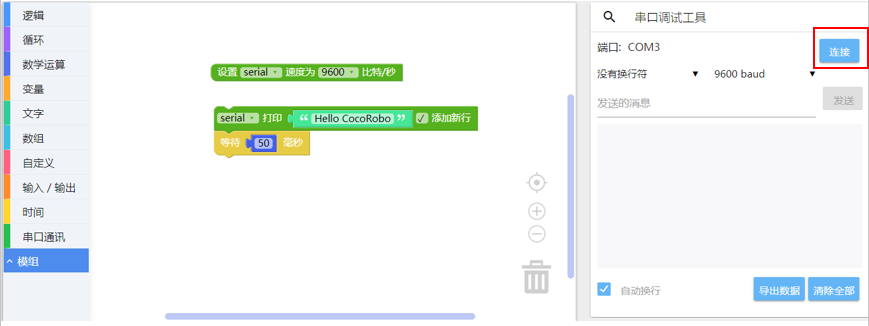 逻辑
循环
数学运算
变量
文字
数组
自定义
输入 / 输出
时间
串口通讯
模组
设置 serial 速度为 9600 比特/秒
serial 打印 “ Hello CocoRobo ” 添加新行
等待 50 毫秒
串口调试工具
端口: COM3
连接
没有换行符 9600 baud
发送的消息
发送
自动换行
导出数据
清除全部